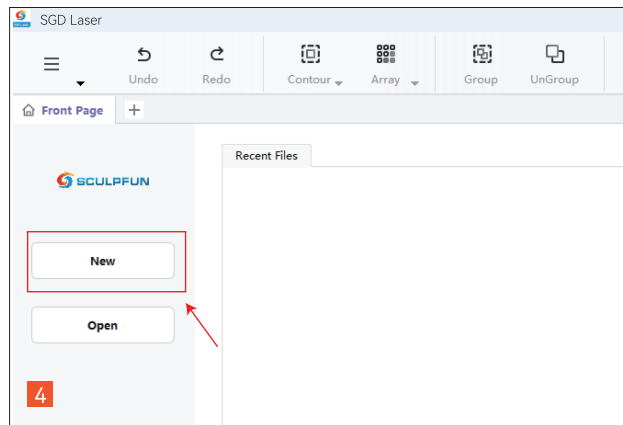 SGD Laser
Undo Redo Contour Array Group UnGroup
Front Page
Recent Files
SCULPFUN
New
Open
4